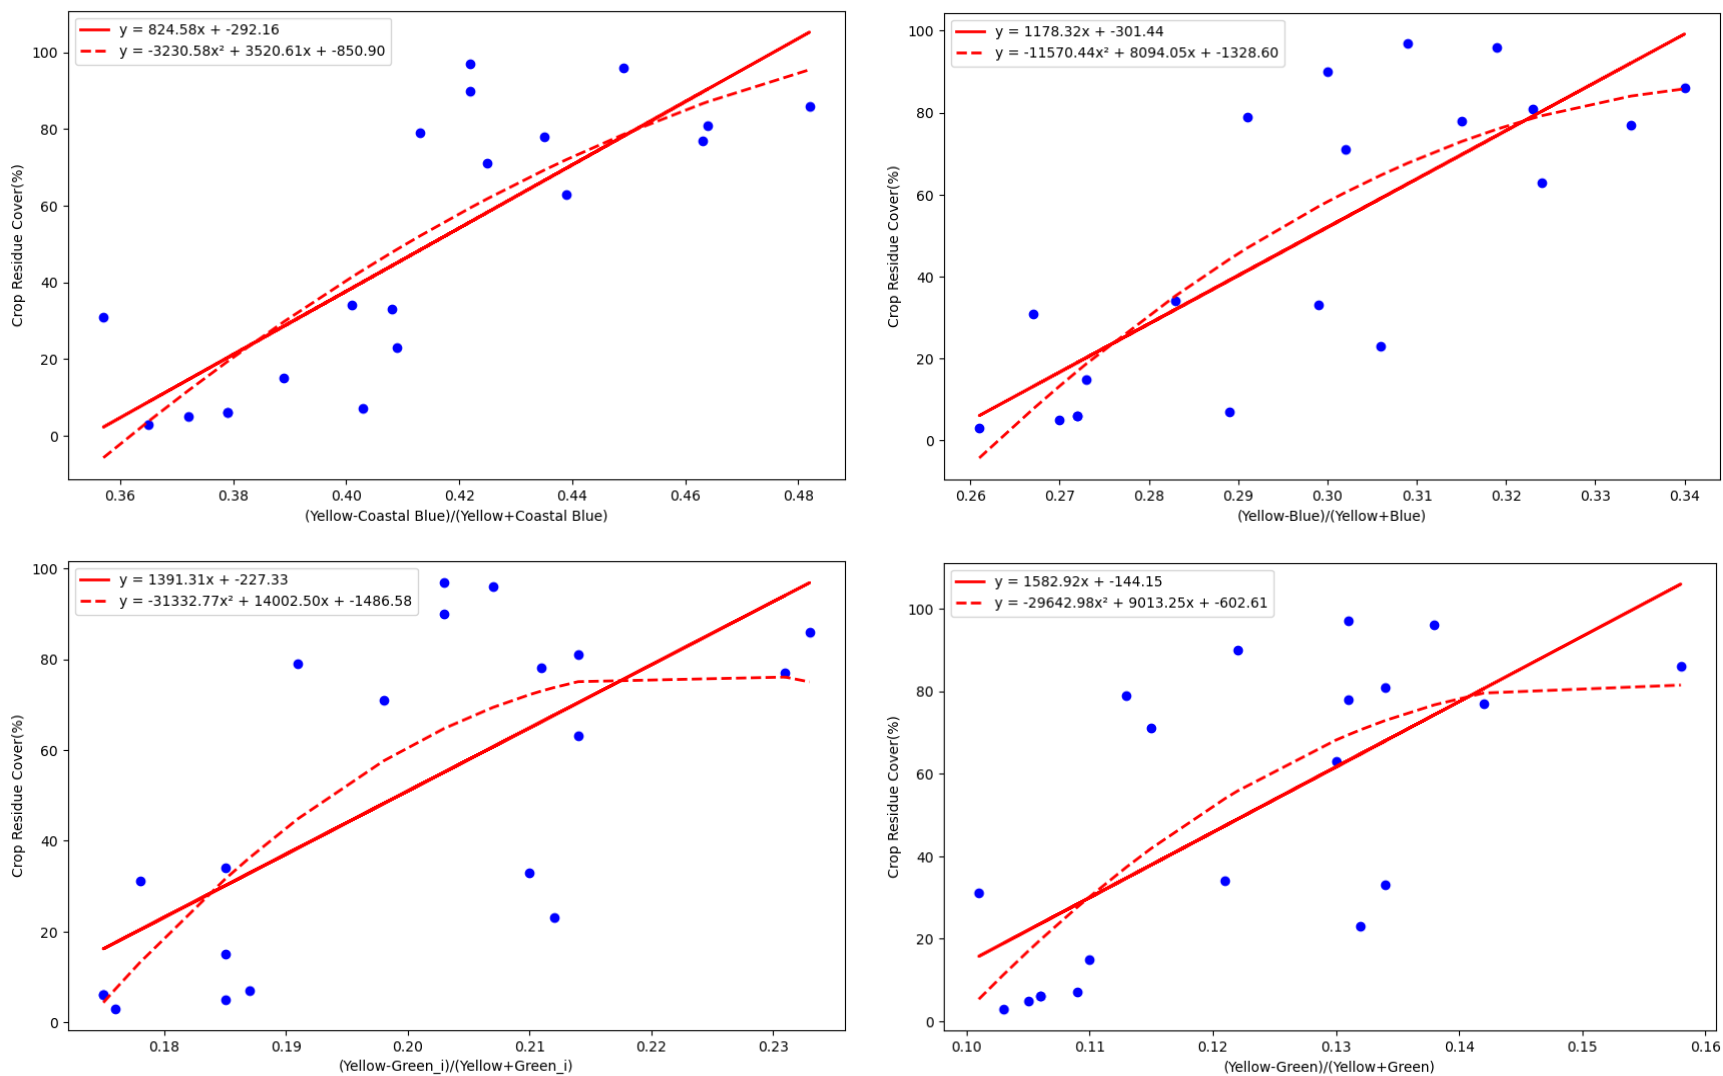 y = 824.58x + -292.16
y = -3230.58x² + 3520.61x + -850.90
100
80
60
40
20
0
Crop Residue Cover(%)
0.36 0.38 0.40 0.42 0.44 0.46 0.48
(Yellow-Coastal Blue)/(Yellow+Coastal Blue)
y = 1178.32x + -301.44
y = -11570.44x² + 8094.05x + -1328.60
100
80
60
40
20
0
Crop Residue Cover(%)
0.26 0.27 0.28 0.29 0.30 0.31 0.32 0.33 0.34
(Yellow-Blue)/(Yellow+Blue)
y = 1391.31x + -227.33
y = -31332.77x² + 14002.50x + -1486.58
100
80
60
40
20
0
Crop Residue Cover(%)
0.18 0.19 0.20 0.21 0.22 0.23
(Yellow-Green_i)/(Yellow+Green_i)
y = 1582.92x + -144.15
y = -29642.98x² + 9013.25x + -602.61
100
80
60
40
20
0
Crop Residue Cover(%)
0.10 0.11 0.12 0.13 0.14 0.15 0.16
(Yellow-Green)/(Yellow+Green)